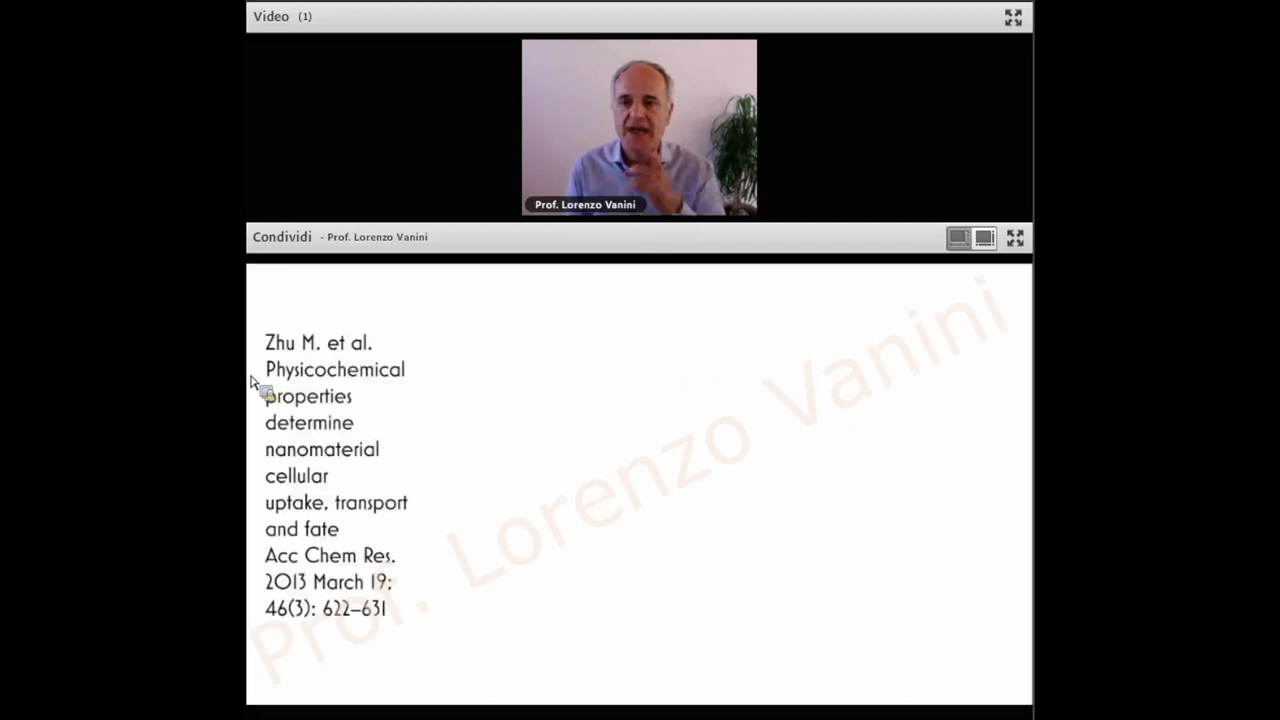 Video (1)
Prof. Lorenzo Vanini
Condividi - Prof. Lorenzo Vanini
Zhu M. et al.
Physicochemical
properties
determine
nanomaterial
cellular
uptake, transport
and fate
Acc Chem Res.
2013 March 19;
46(3): 622–631
Prof. Lorenzo Vanini